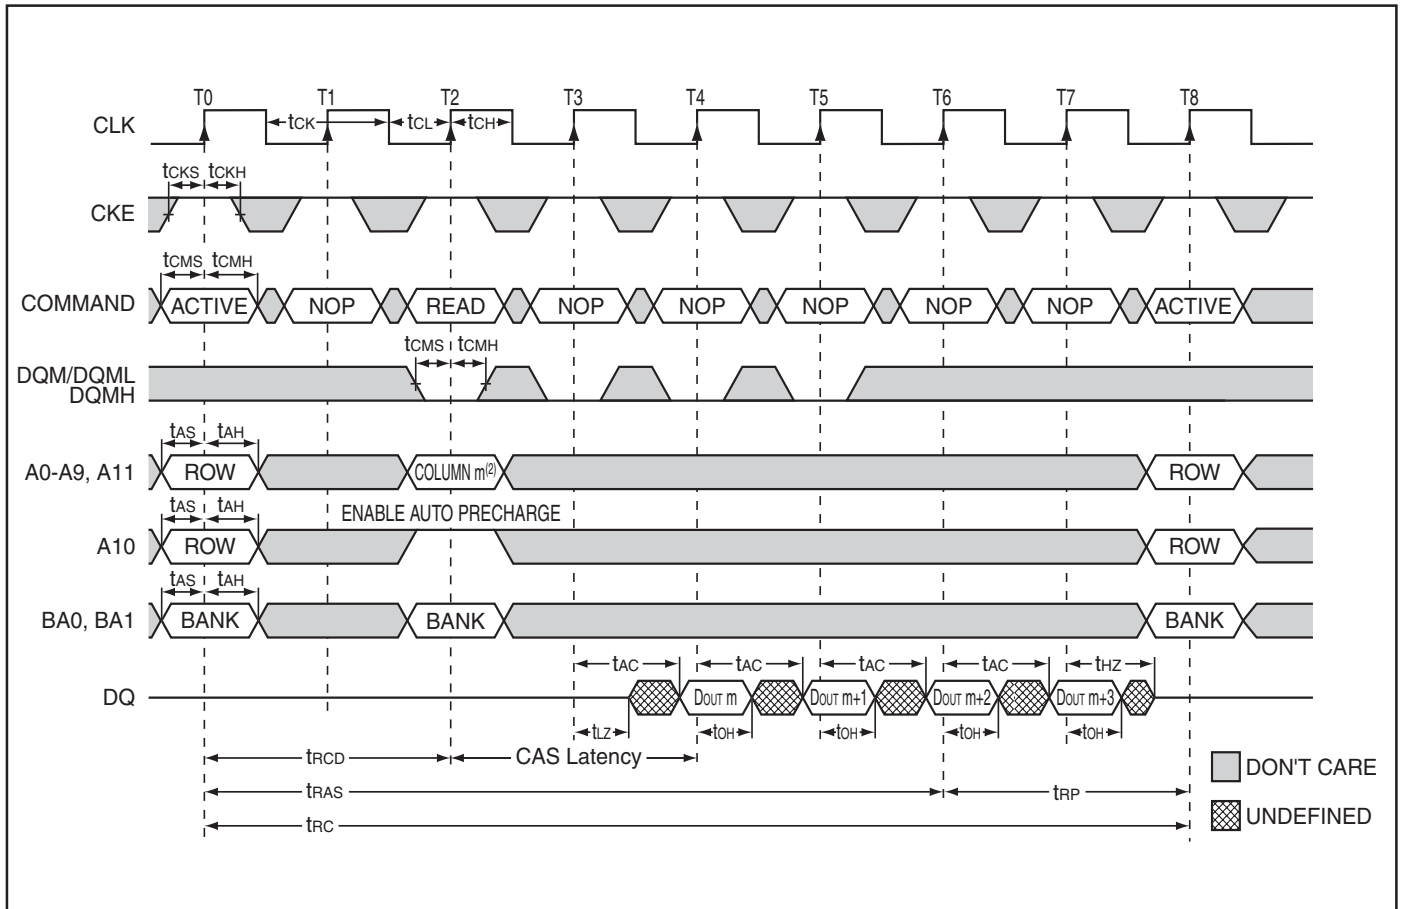 T0 T1 T2 T3 T4 T5 T6 T7 T8
CLK
tCK tCL tCH
tCKS tCKH
CKE
tCMS tCMH
COMMAND ACTIVE NOP READ NOP NOP NOP NOP NOP ACTIVE
tCMS tCMH
DQM/DQML
DQMH
tAS tAH
A0-A9, A11 ROW COLUMN m(2) ROW
tAS tAH ENABLE AUTO PRECHARGE
A10 ROW ROW
tAS tAH
BA0, BA1 BANK BANK BANK
tAC tAC tAC tAC tHZ
DQ DOUT m DOUT m+1 DOUT m+2 DOUT m+3
tLZ tOH tOH tOH tOH
tRCD CAS Latency
DON'T CARE
tRAS tRP
UNDEFINED
tRC